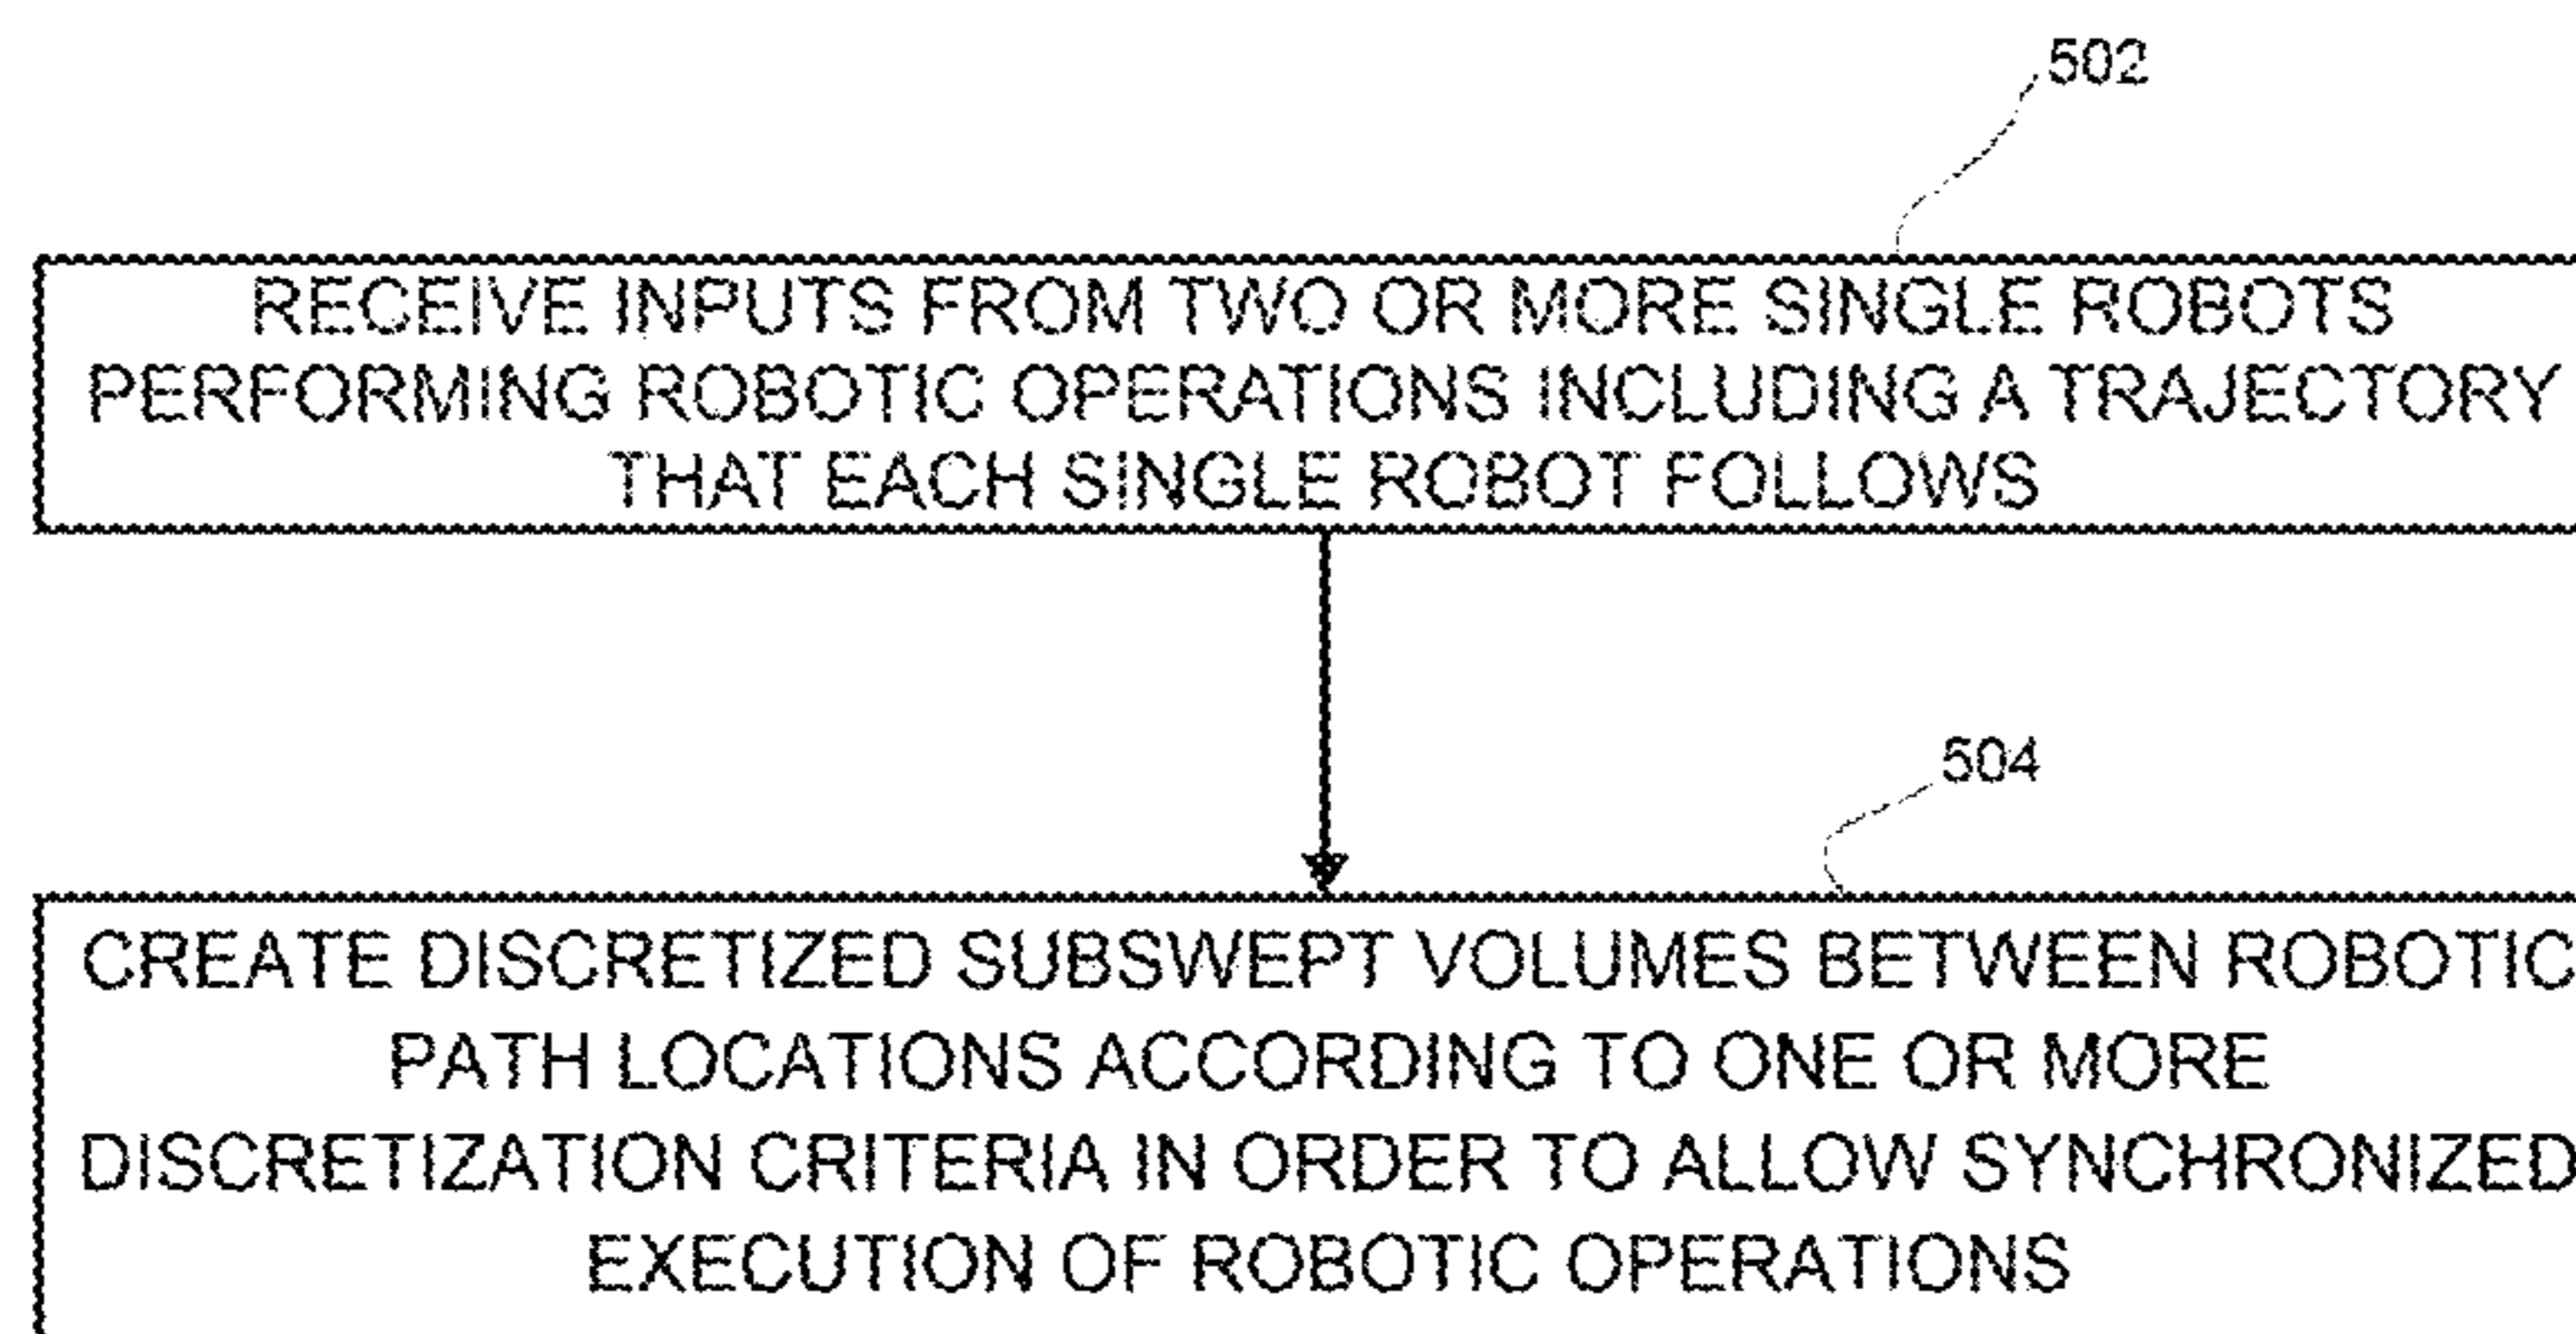 502
RECEIVE INPUTS FROM TWO OR MORE SINGLE ROBOTS
PERFORMING ROBOTIC OPERATIONS INCLUDING A TRAJECTORY
THAT EACH SINGLE ROBOT FOLLOWS
504
CREATE DISCRETIZED SUBSWEPT VOLUMES BETWEEN ROBOTIC
PATH LOCATIONS ACCORDING TO ONE OR MORE
DISCRETIZATION CRITERIA IN ORDER TO ALLOW SYNCHRONIZED
EXECUTION OF ROBOTIC OPERATIONS